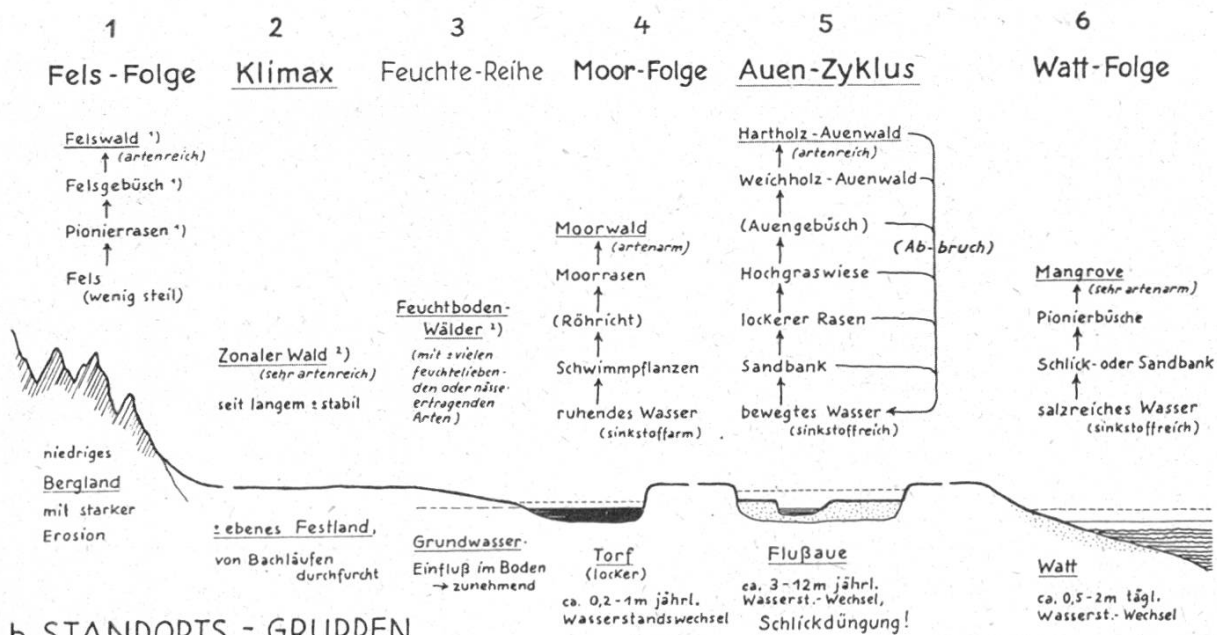 1
Fels-Folge
Felswald ¹)
(artenreich)
Felsgebüsch ⁴)
Pionierrasen ⁴)
Fels
(wenig steil)
niedriges
Bergland
mit starker
Erosion
2
Klimax
Zonaler Wald ²)
(sehr artenreich)
seit langem ± stabil
± ebenes Festland,
von Bachläufen
durchfurcht
3
Feuchte-Reihe
Feuchtboden-
Wälder ³)
(mit ± vielen
feuchtelieben-
den oder nässe-
ertragenden
Arten)
Grundwasser-
Einfluß im Boden
→ zunehmend
4
Moor-Folge
Moorwald
(artenarm)
Moorrasen
(Röhricht)
Schwimmpflanzen
ruhendes Wasser
(sinkstoffarm)
Torf
(locker)
ca. 0,2-1m jährl.
Wasserstandswechsel
5
Auen-Zyklus
Hartholz-Auenwald
(artenreich)
Weichholz-Auenwald
(Auengebüsch)
(Ab-bruch)
Hochgraswiese
lockerer Rasen
Sandbank
bewegtes Wasser
(sinkstoffreich)
Flußaue
ca. 3-12m jährl.
Wasserst.-Wechsel,
Schlickdüngung!
6
Watt-Folge
Mangrove
(sehr artenarm)
Pionierbüsche
Schlick- oder Sandbank
salzreiches Wasser
(sinkstoffreich)
Watt
ca. 0,5-2m tägl.
Wasserst.-Wechsel
STANDORTS - GRUPPEN